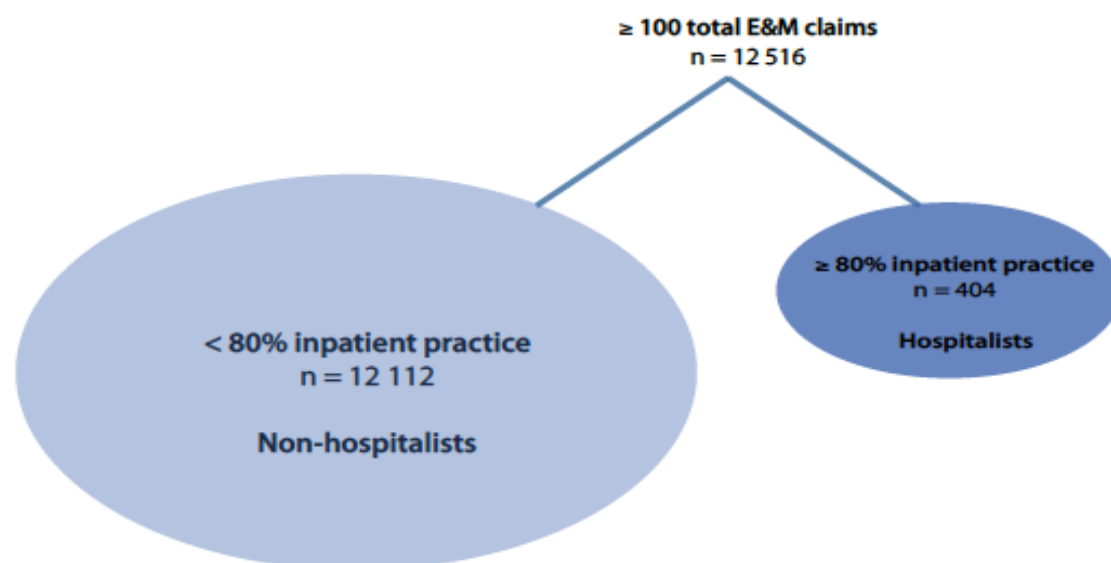 ≥ 100 total E&M claims
n = 12 516
< 80% inpatient practice
n = 12 112
Non-hospitalists
≥ 80% inpatient practice
n = 404
Hospitalists